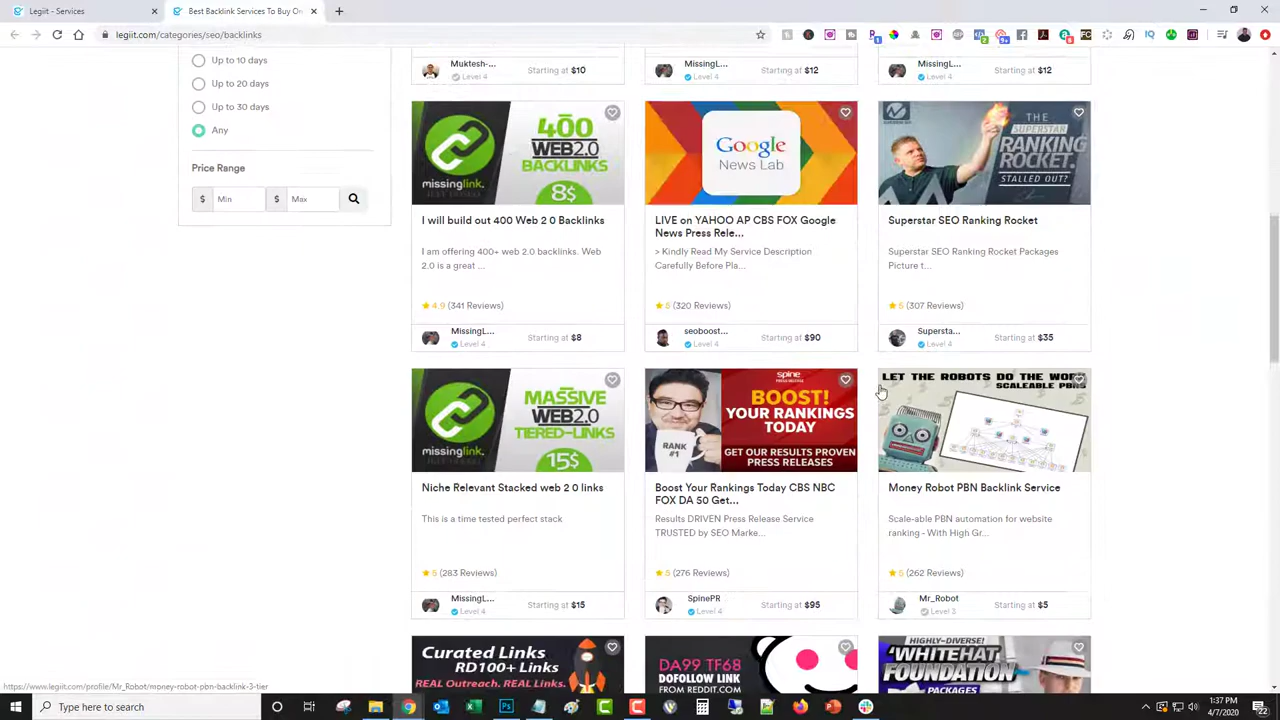 Legiit - Services
Best Backlink Services To Buy On
legiit.com/categories/seo/backlinks
Up to 10 days
Up to 20 days
Up to 30 days
Any
Price Range
$ Min $ Max
Muktesh-...
Level 4
Starting at $10
MissingL...
Level 4
Starting at $12
MissingL...
Level 4
Starting at $12
missinglink.
400
WEB2.0
BACKLINKS
8$
I will build out 400 Web 2 0 Backlinks
I am offering 400+ web 2.0 backlinks. Web
2.0 is a great ...
4.9 (341 Reviews)
MissingL...
Level 4
Starting at $8
Google
News Lab
LIVE on YAHOO AP CBS FOX Google
News Press Rele...
> Kindly Read My Service Description
Carefully Before Pla...
5 (320 Reviews)
seoboost...
Level 4
Starting at $90
THE
SUPERSTAR
RANKING
ROCKET.
STALLED OUT?
Superstar SEO Ranking Rocket
Superstar SEO Ranking Rocket Packages
Picture t...
5 (307 Reviews)
Supersta...
Level 4
Starting at $35
missinglink.
MASSIVE
WEB2.0
TIERED-LINKS
15$
Niche Relevant Stacked web 2 0 links
This is a time tested perfect stack
5 (283 Reviews)
MissingL...
Level 4
Starting at $15
spine
RANK
#1
BOOST!
YOUR RANKINGS
TODAY
GET OUR RESULTS PROVEN
PRESS RELEASES
Boost Your Rankings Today CBS NBC
FOX DA 50 Get...
Results DRIVEN Press Release Service
TRUSTED by SEO Marke...
5 (276 Reviews)
SpinePR
Level 4
Starting at $95
LET THE ROBOTS DO THE WORK
SCALEABLE PBNS
Money Robot PBN Backlink Service
Scale-able PBN automation for website
ranking - With High Gr...
5 (262 Reviews)
Mr_Robot
Level 3
Starting at $5
Curated Links
RD100+ Links
REAL Outreach. REAL Links.
DA99 TF68
DOFOLLOW LINK
FROM REDDIT.COM
HIGHLY-DIVERSE!
'WHITEHAT
FOUNDATION
PACKAGES
https://www.legiit.com/profile/Mr_Robot/money-robot-pbn-backlink-3-tier
Type here to search
1:37 PM
4/7/2020
22